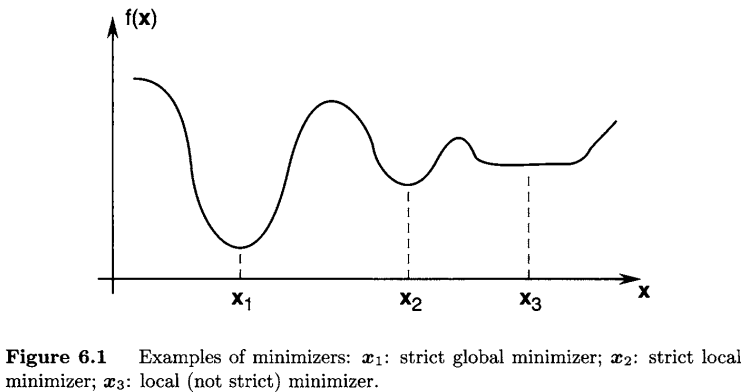 f(x)
x₁ x₂ x₃ x
Figure 6.1 Examples of minimizers: x₁: strict global minimizer; x₂: strict local
minimizer; x₃: local (not strict) minimizer.